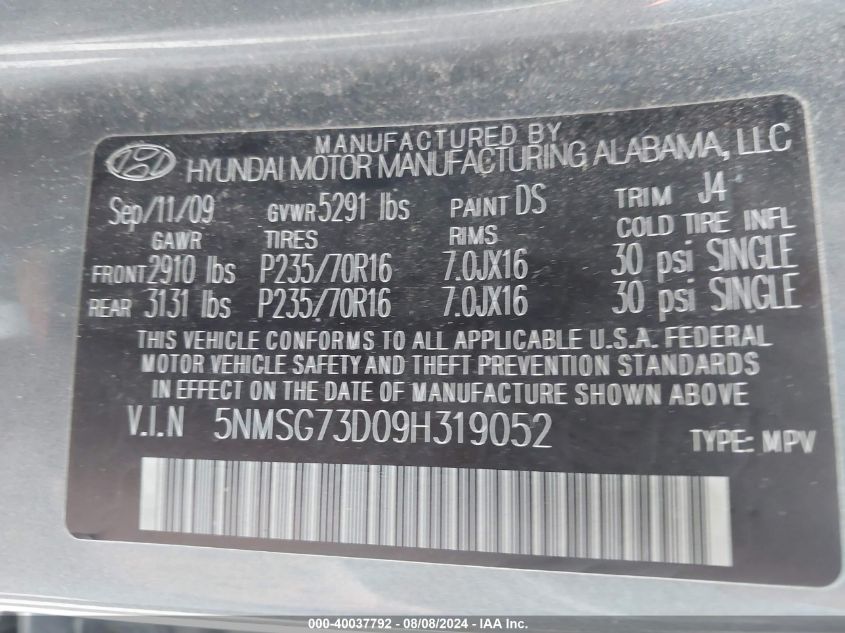 MANUFACTURED BY
HYUNDAI MOTOR MANUFACTURING ALABAMA, LLC
Sep/11/09 GVWR 5291 lbs PAINT DS TRIM J4
GAWR TIRES RIMS COLD TIRE INFL
FRONT 2910 lbs P235/70R16 7.0JX16 30 psi SINGLE
REAR 3131 lbs P235/70R16 7.0JX16 30 psi SINGLE
THIS VEHICLE CONFORMS TO ALL APPLICABLE U.S.A. FEDERAL
MOTOR VEHICLE SAFETY AND THEFT PREVENTION STANDARDS
IN EFFECT ON THE DATE OF MANUFACTURE SHOWN ABOVE
V.I.N 5NMSG73D09H319052 TYPE: MPV
000-40037792 - 08/08/2024 - IAA Inc.